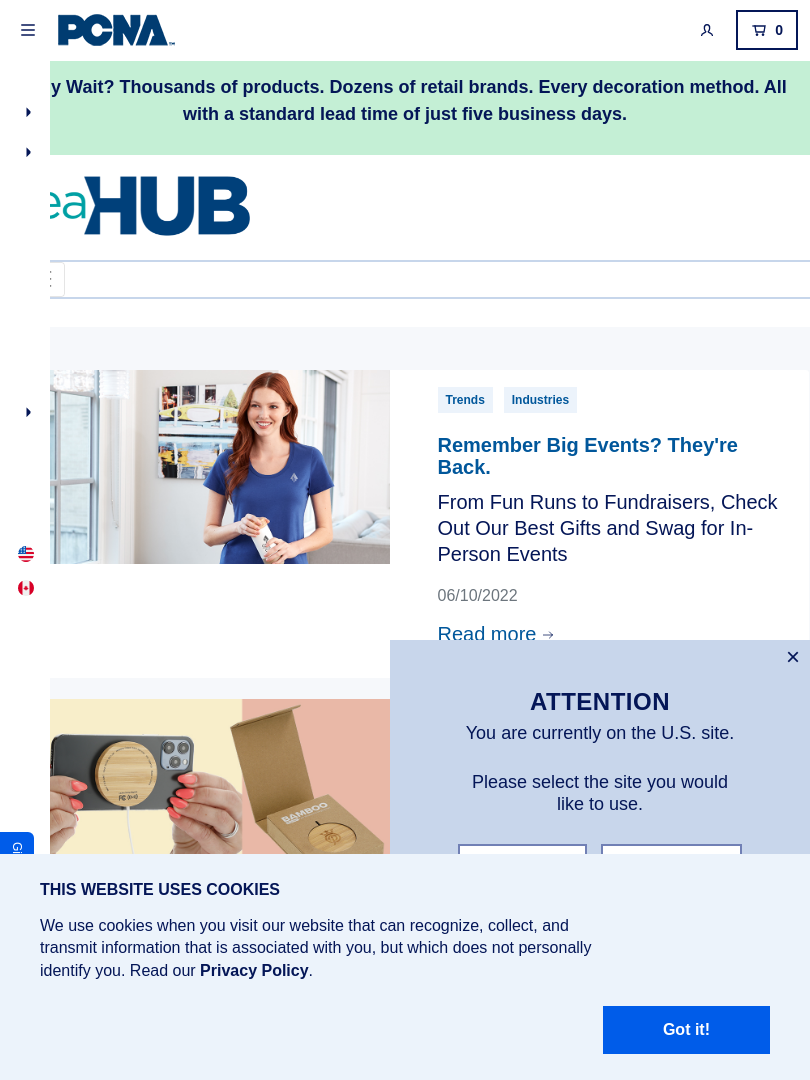 PCNA
0
y Wait? Thousands of products. Dozens of retail brands. Every decoration method. All
with a standard lead time of just five business days.
ea HUB
Trends
Industries
Remember Big Events? They're
Back.
From Fun Runs to Fundraisers, Check
Out Our Best Gifts and Swag for In-
Person Events
06/10/2022
Read more
ATTENTION
You are currently on the U.S. site.
Please select the site you would
like to use.
BAMBOO
THIS WEBSITE USES COOKIES
We use cookies when you visit our website that can recognize, collect, and
transmit information that is associated with you, but which does not personally
identify you. Read our Privacy Policy.
Got it!